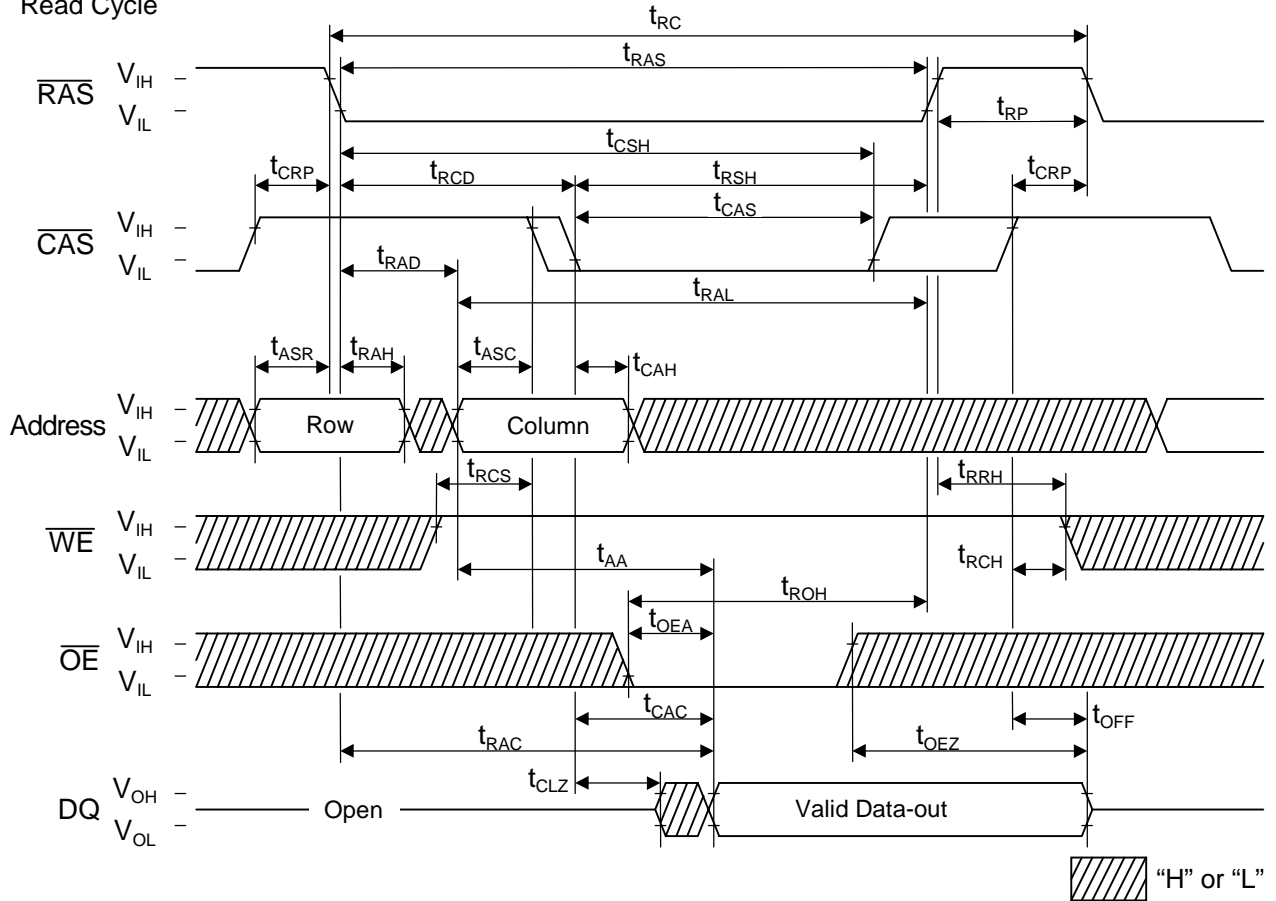 Read Cycle
tRC
tRAS
RAS
VIH
VIL
tRP
tCSH
tCRP
tRCD
tRSH
tCRP
tCAS
CAS
VIH
VIL
tRAD
tRAL
tASR
tRAH
tASC
tCAH
Address
VIH
VIL
Row
Column
tRCS
tRRH
WE
VIH
VIL
tAA
tRCH
tROH
tOEA
OE
VIH
VIL
tCAC
tOFF
tRAC
tOEZ
tCLZ
DQ
VOH
VOL
Open
Valid Data-out
“H” or “L”